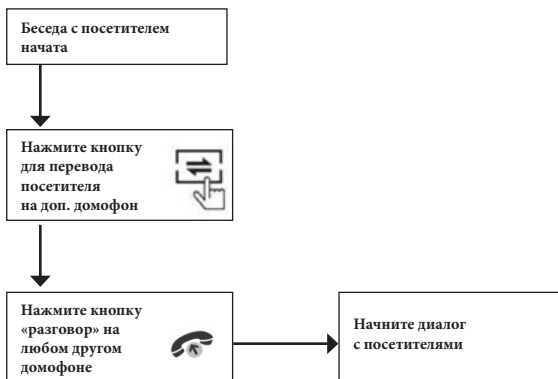 Беседа с посетителем
начата
Нажмите кнопку
для перевода
посетителя
на доп. домофон
Нажмите кнопку
«разговор» на
любом другом
домофоне
Начните диалог
с посетителями